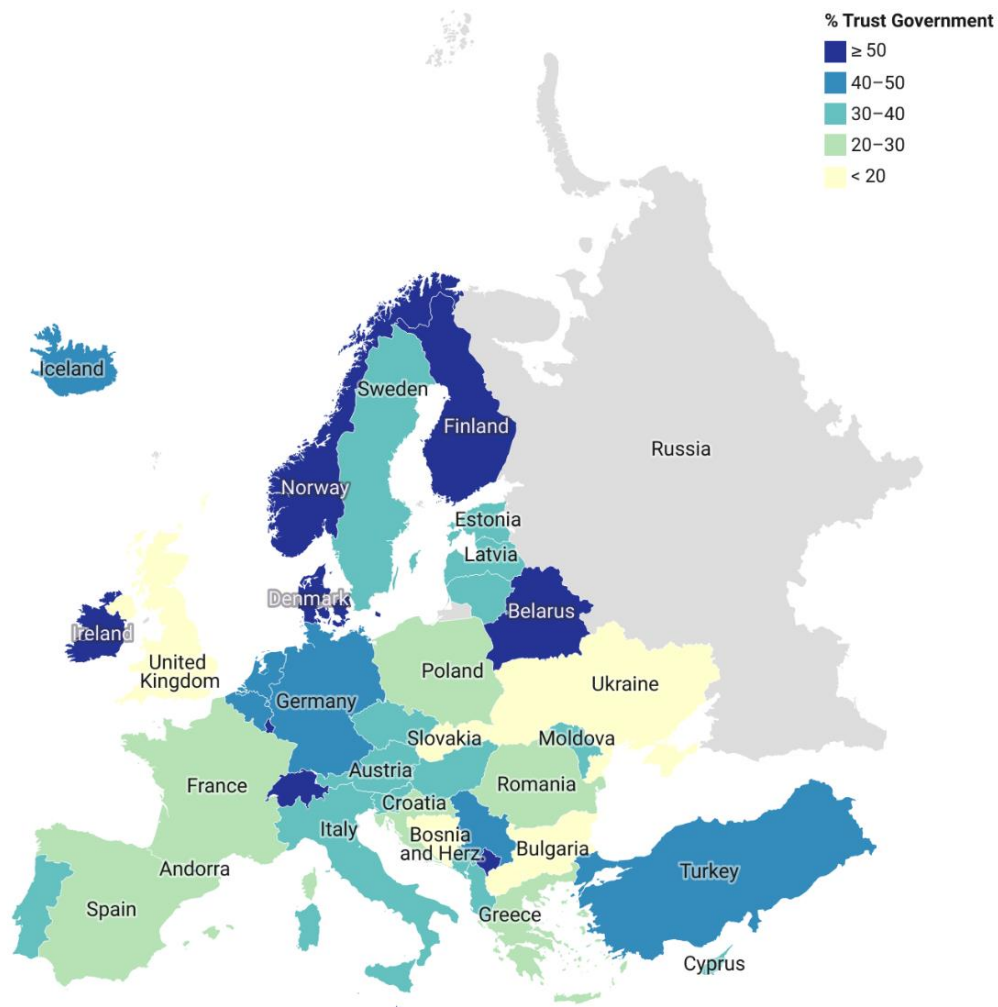 % Trust Government
≥ 50
40–50
30–40
20–30
< 20
Iceland
Sweden
Finland
Norway
Russia
Estonia
Latvia
Denmark
Belarus
Ireland
United
Kingdom
Poland
Ukraine
Germany
Slovakia
Moldova
Austria
France
Romania
Croatia
Italy
Bosnia
and Herz.
Bulgaria
Andorra
Turkey
Spain
Greece
Cyprus